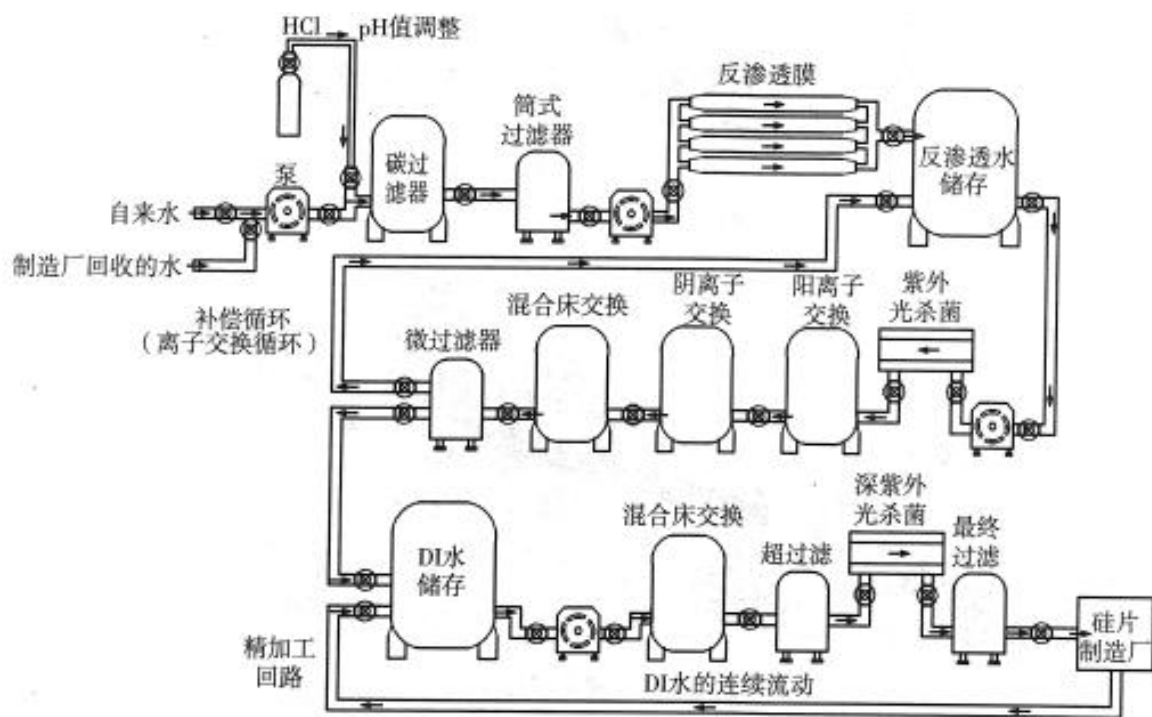 HCl
pH值调整
反渗透膜
筒式
过滤器
碳过
滤器
反渗透水
储存
泵
自来水
制造厂回收的水
补偿循环
（离子交换循环）
微过滤器
混合床交换
阴离子
交换
阳离子
交换
紫外
光杀菌
DI水
储存
混合床交换
超过滤
深紫外
光杀菌
最终
过滤
硅片
制造厂
精加工
回路
DI水的连续流动